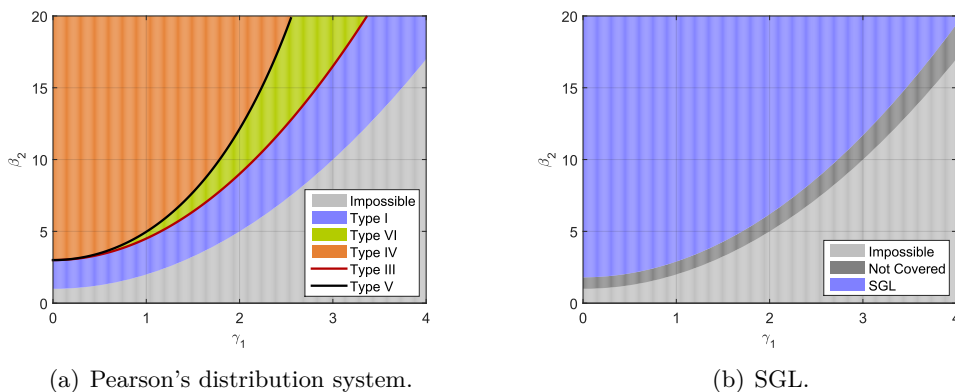 20
15
10
5
0
β2
0
1
2
3
4
γ1
Impossible
Type I
Type VI
Type IV
Type III
Type V
(a) Pearson's distribution system.
20
15
10
5
0
β2
0
1
2
3
4
γ1
Impossible
Not Covered
SGL
(b) SGL.